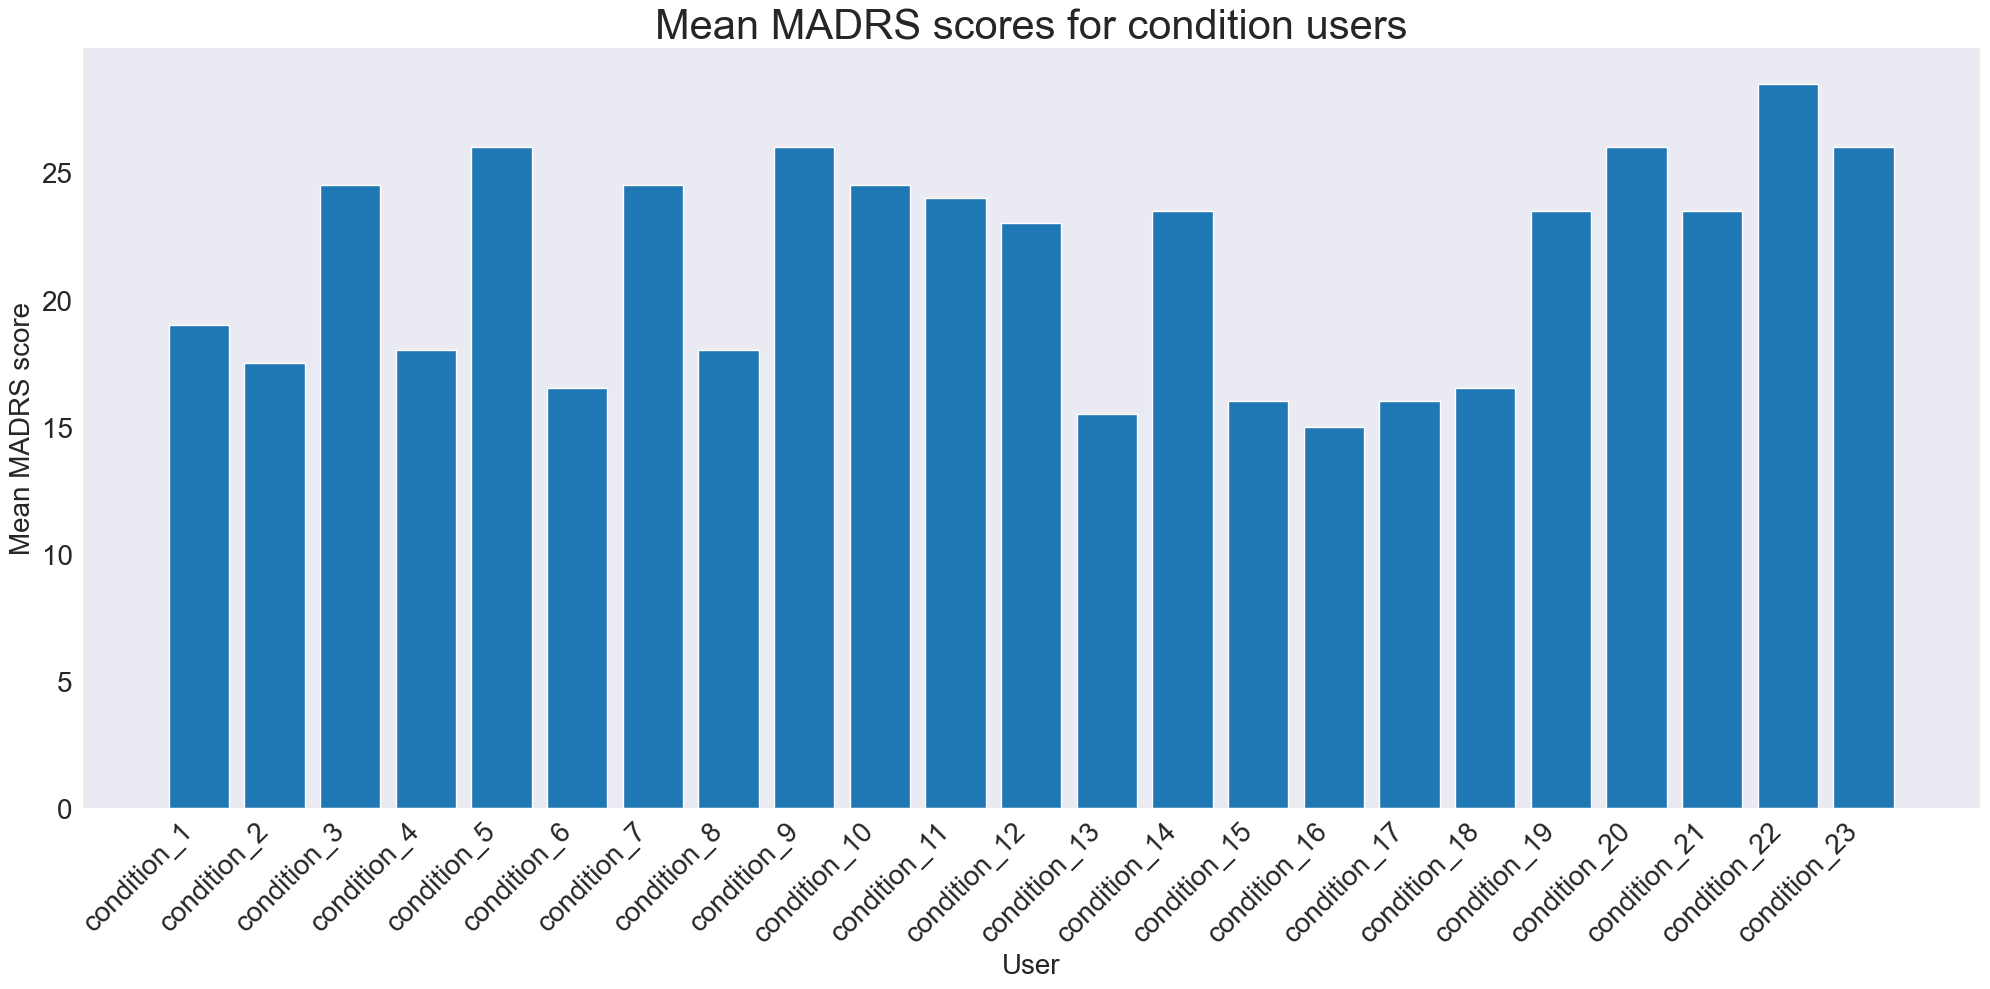 Mean MADRS scores for condition users
Mean MADRS score
25
20
15
10
5
0
condition_1
condition_2
condition_3
condition_4
condition_5
condition_6
condition_7
condition_8
condition_9
condition_10
condition_11
condition_12
condition_13
condition_14
condition_15
condition_16
condition_17
condition_18
condition_19
condition_20
condition_21
condition_22
condition_23
User